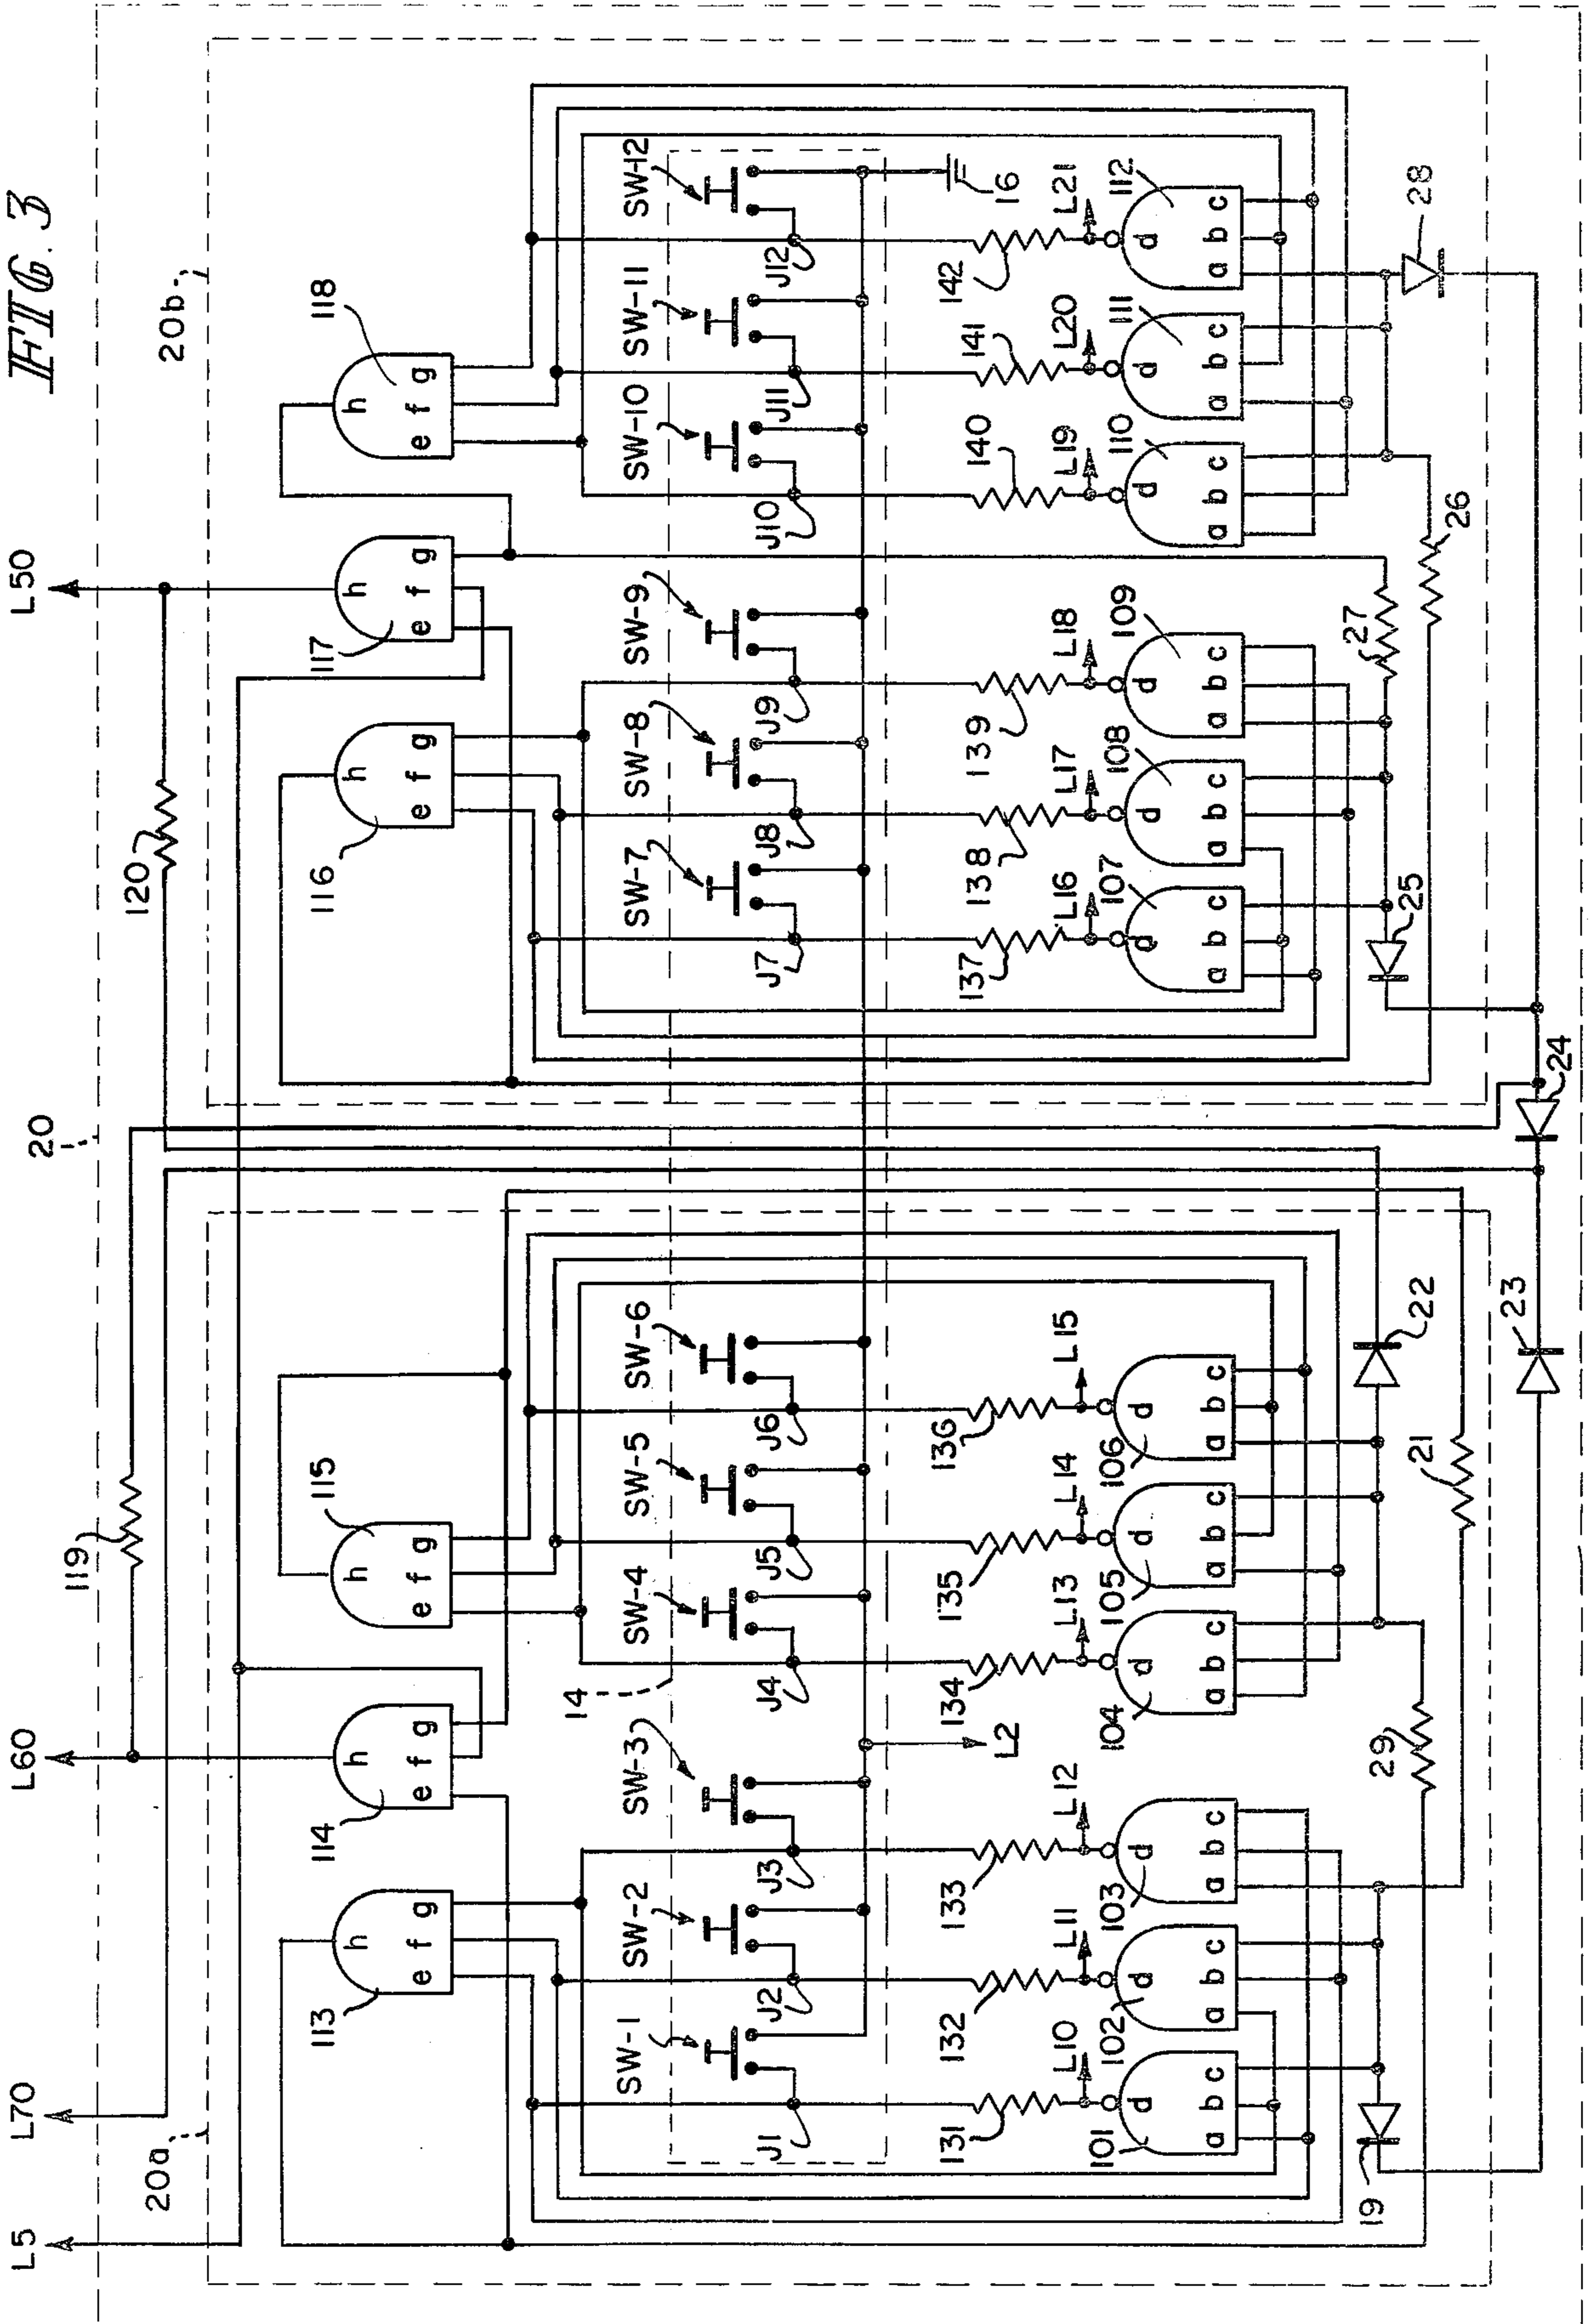 FIG. 3
L5 L70 L60 L50
20
20a 20b
119 120
113 114 115 116 117 118
h h h h h h
e f g e f g e f g e f g e f g e f g
14
SW-1 SW-2 SW-3 SW-4 SW-5 SW-6 SW-7 SW-8 SW-9 SW-10 SW-11 SW-12
J1 J2 J3 J4 J5 J6 J7 J8 J9 J10 J11 J12
L2 16
131 132 133 134 135 136 137 138 139 140 141 142
L10 L11 L12 L13 L14 L15 L16 L17 L18 L19 L20 L21
101 102 103 104 105 106 107 108 109 110 111 112
d d d d d d d d d d d d
a b c a b c a b c a b c a b c a b c a b c a b c a b c a b c a b c a b c
19 29 21 22 25 27 26 28
23 24